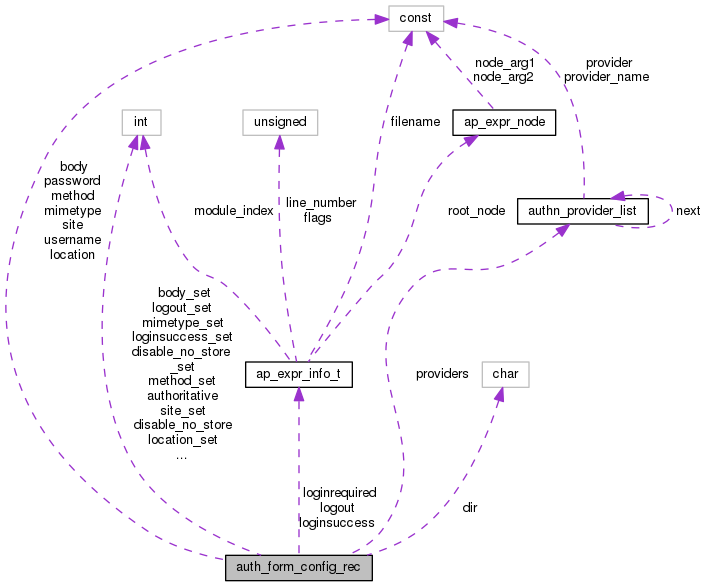 const
node_arg1
node_arg2
provider
provider_name
int
unsigned
filename
ap_expr_node
body
password
method
mimetype
site
username
location
module_index
line_number
flags
root_node
authn_provider_list
next
body_set
logout_set
mimetype_set
loginsuccess_set
disable_no_store
_set
method_set
authoritative
site_set
disable_no_store
location_set
...
ap_expr_info_t
providers
char
loginrequired
logout
loginsuccess
dir
auth_form_config_rec